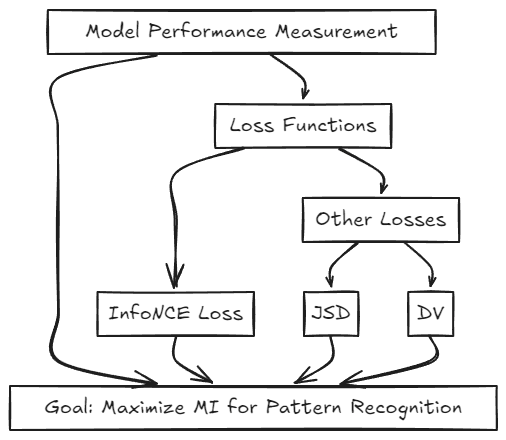 Model Performance Measurement
Loss Functions
Other Losses
InfoNCE Loss
JSD
DV
Goal: Maximize MI for Pattern Recognition